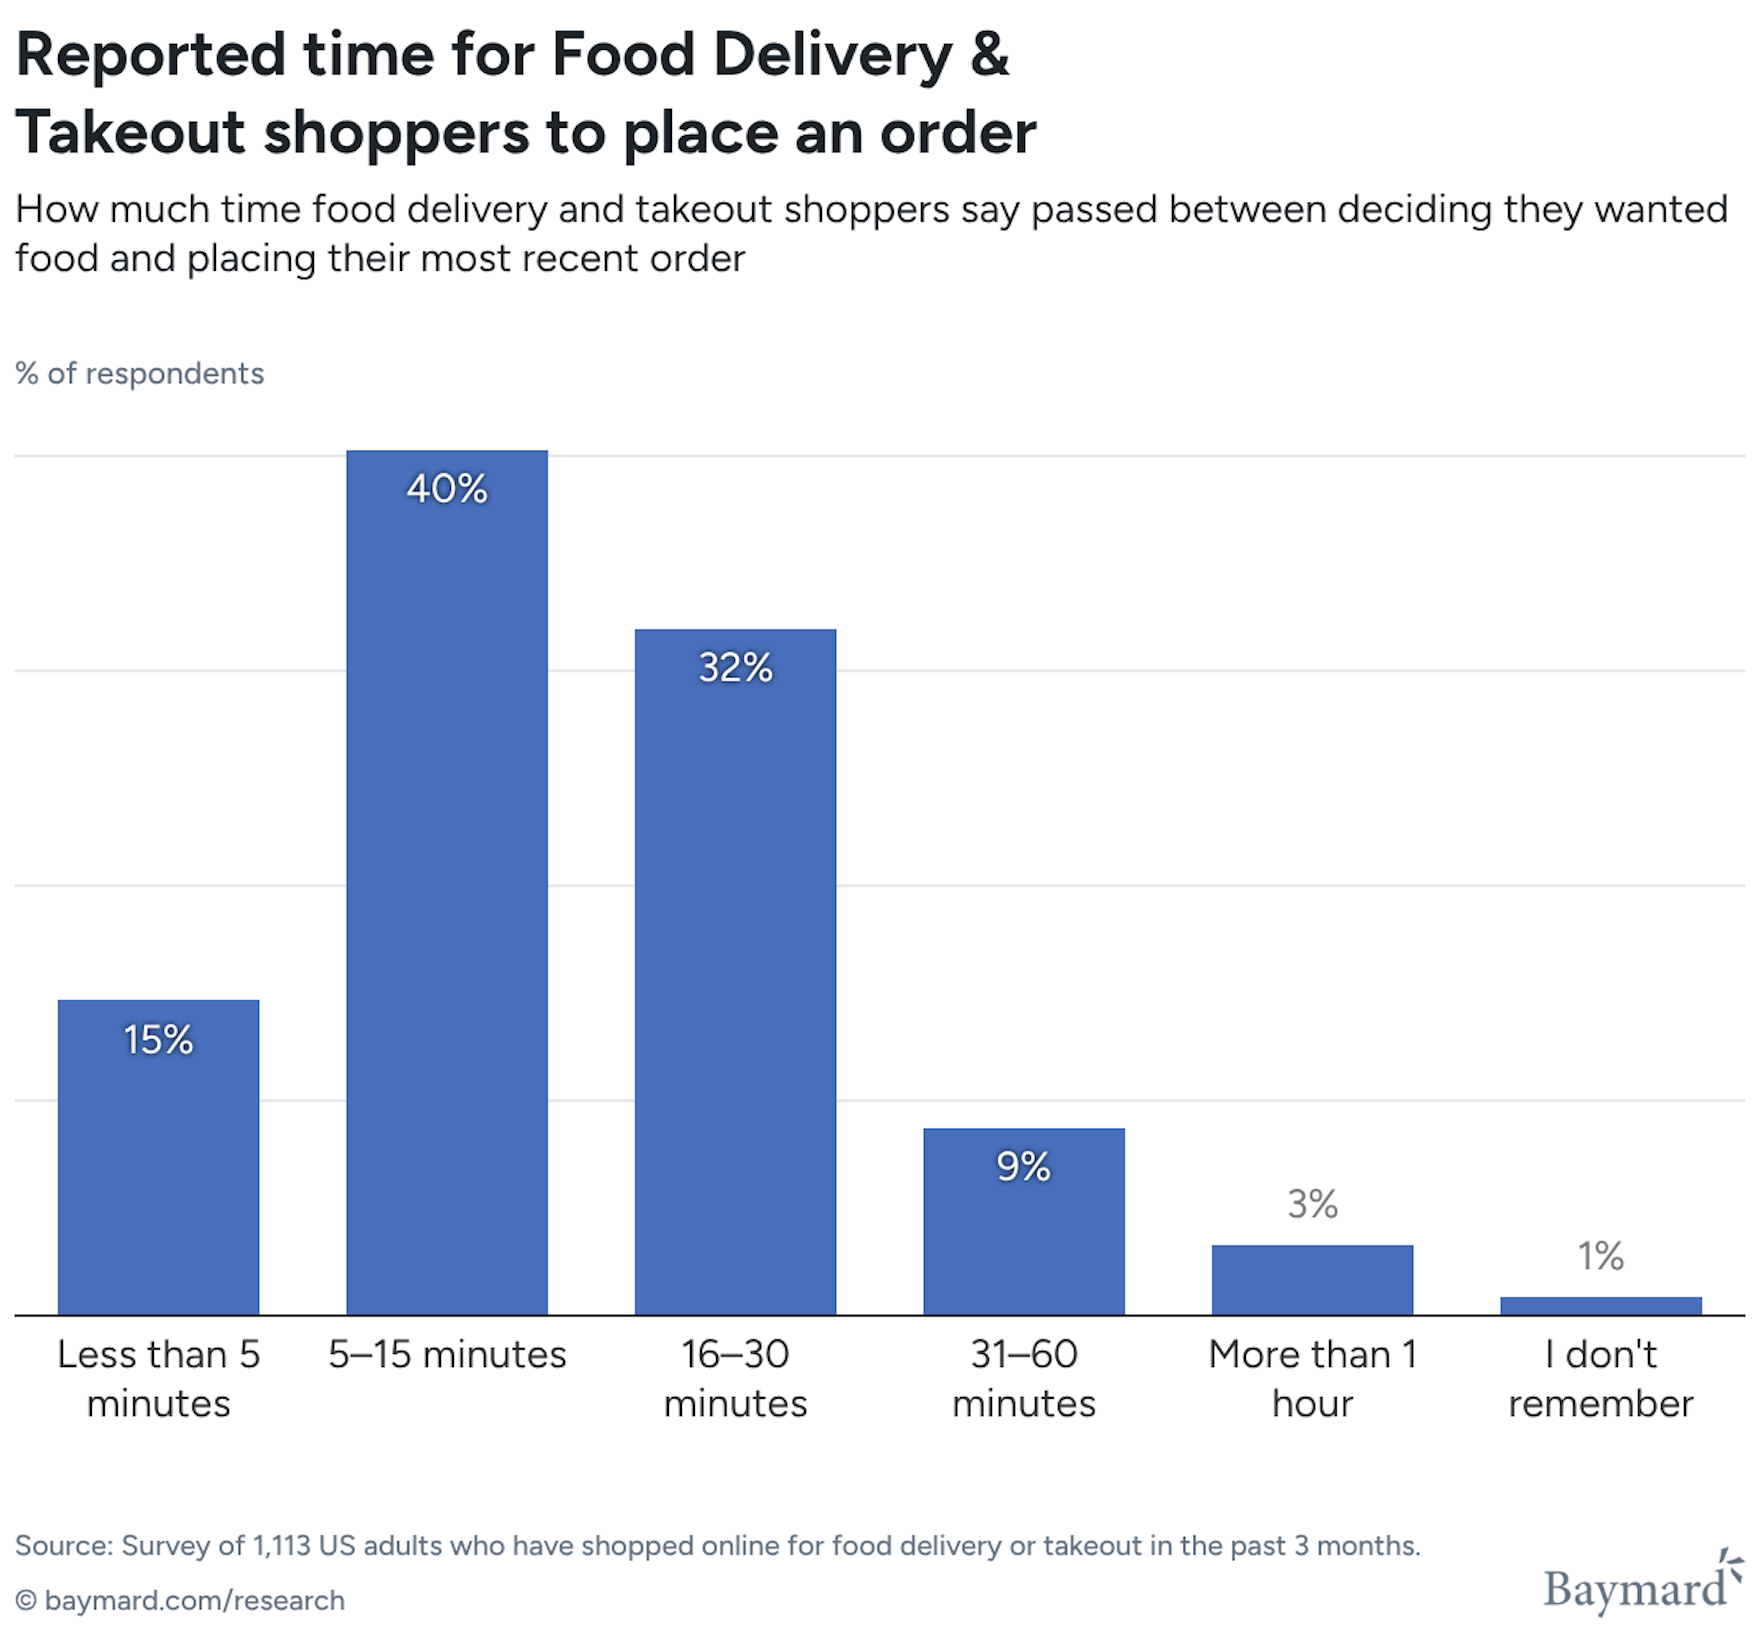 Reported time for Food Delivery &
Takeout shoppers to place an order
How much time food delivery and takeout shoppers say passed between deciding they wanted
food and placing their most recent order
% of respondents
40%
32%
15%
9%
3%
1%
Less than 5
minutes
5–15 minutes
16–30
minutes
31–60
minutes
More than 1
hour
I don't
remember
Source: Survey of 1,113 US adults who have shopped online for food delivery or takeout in the past 3 months.
© baymard.com/research
Baymard